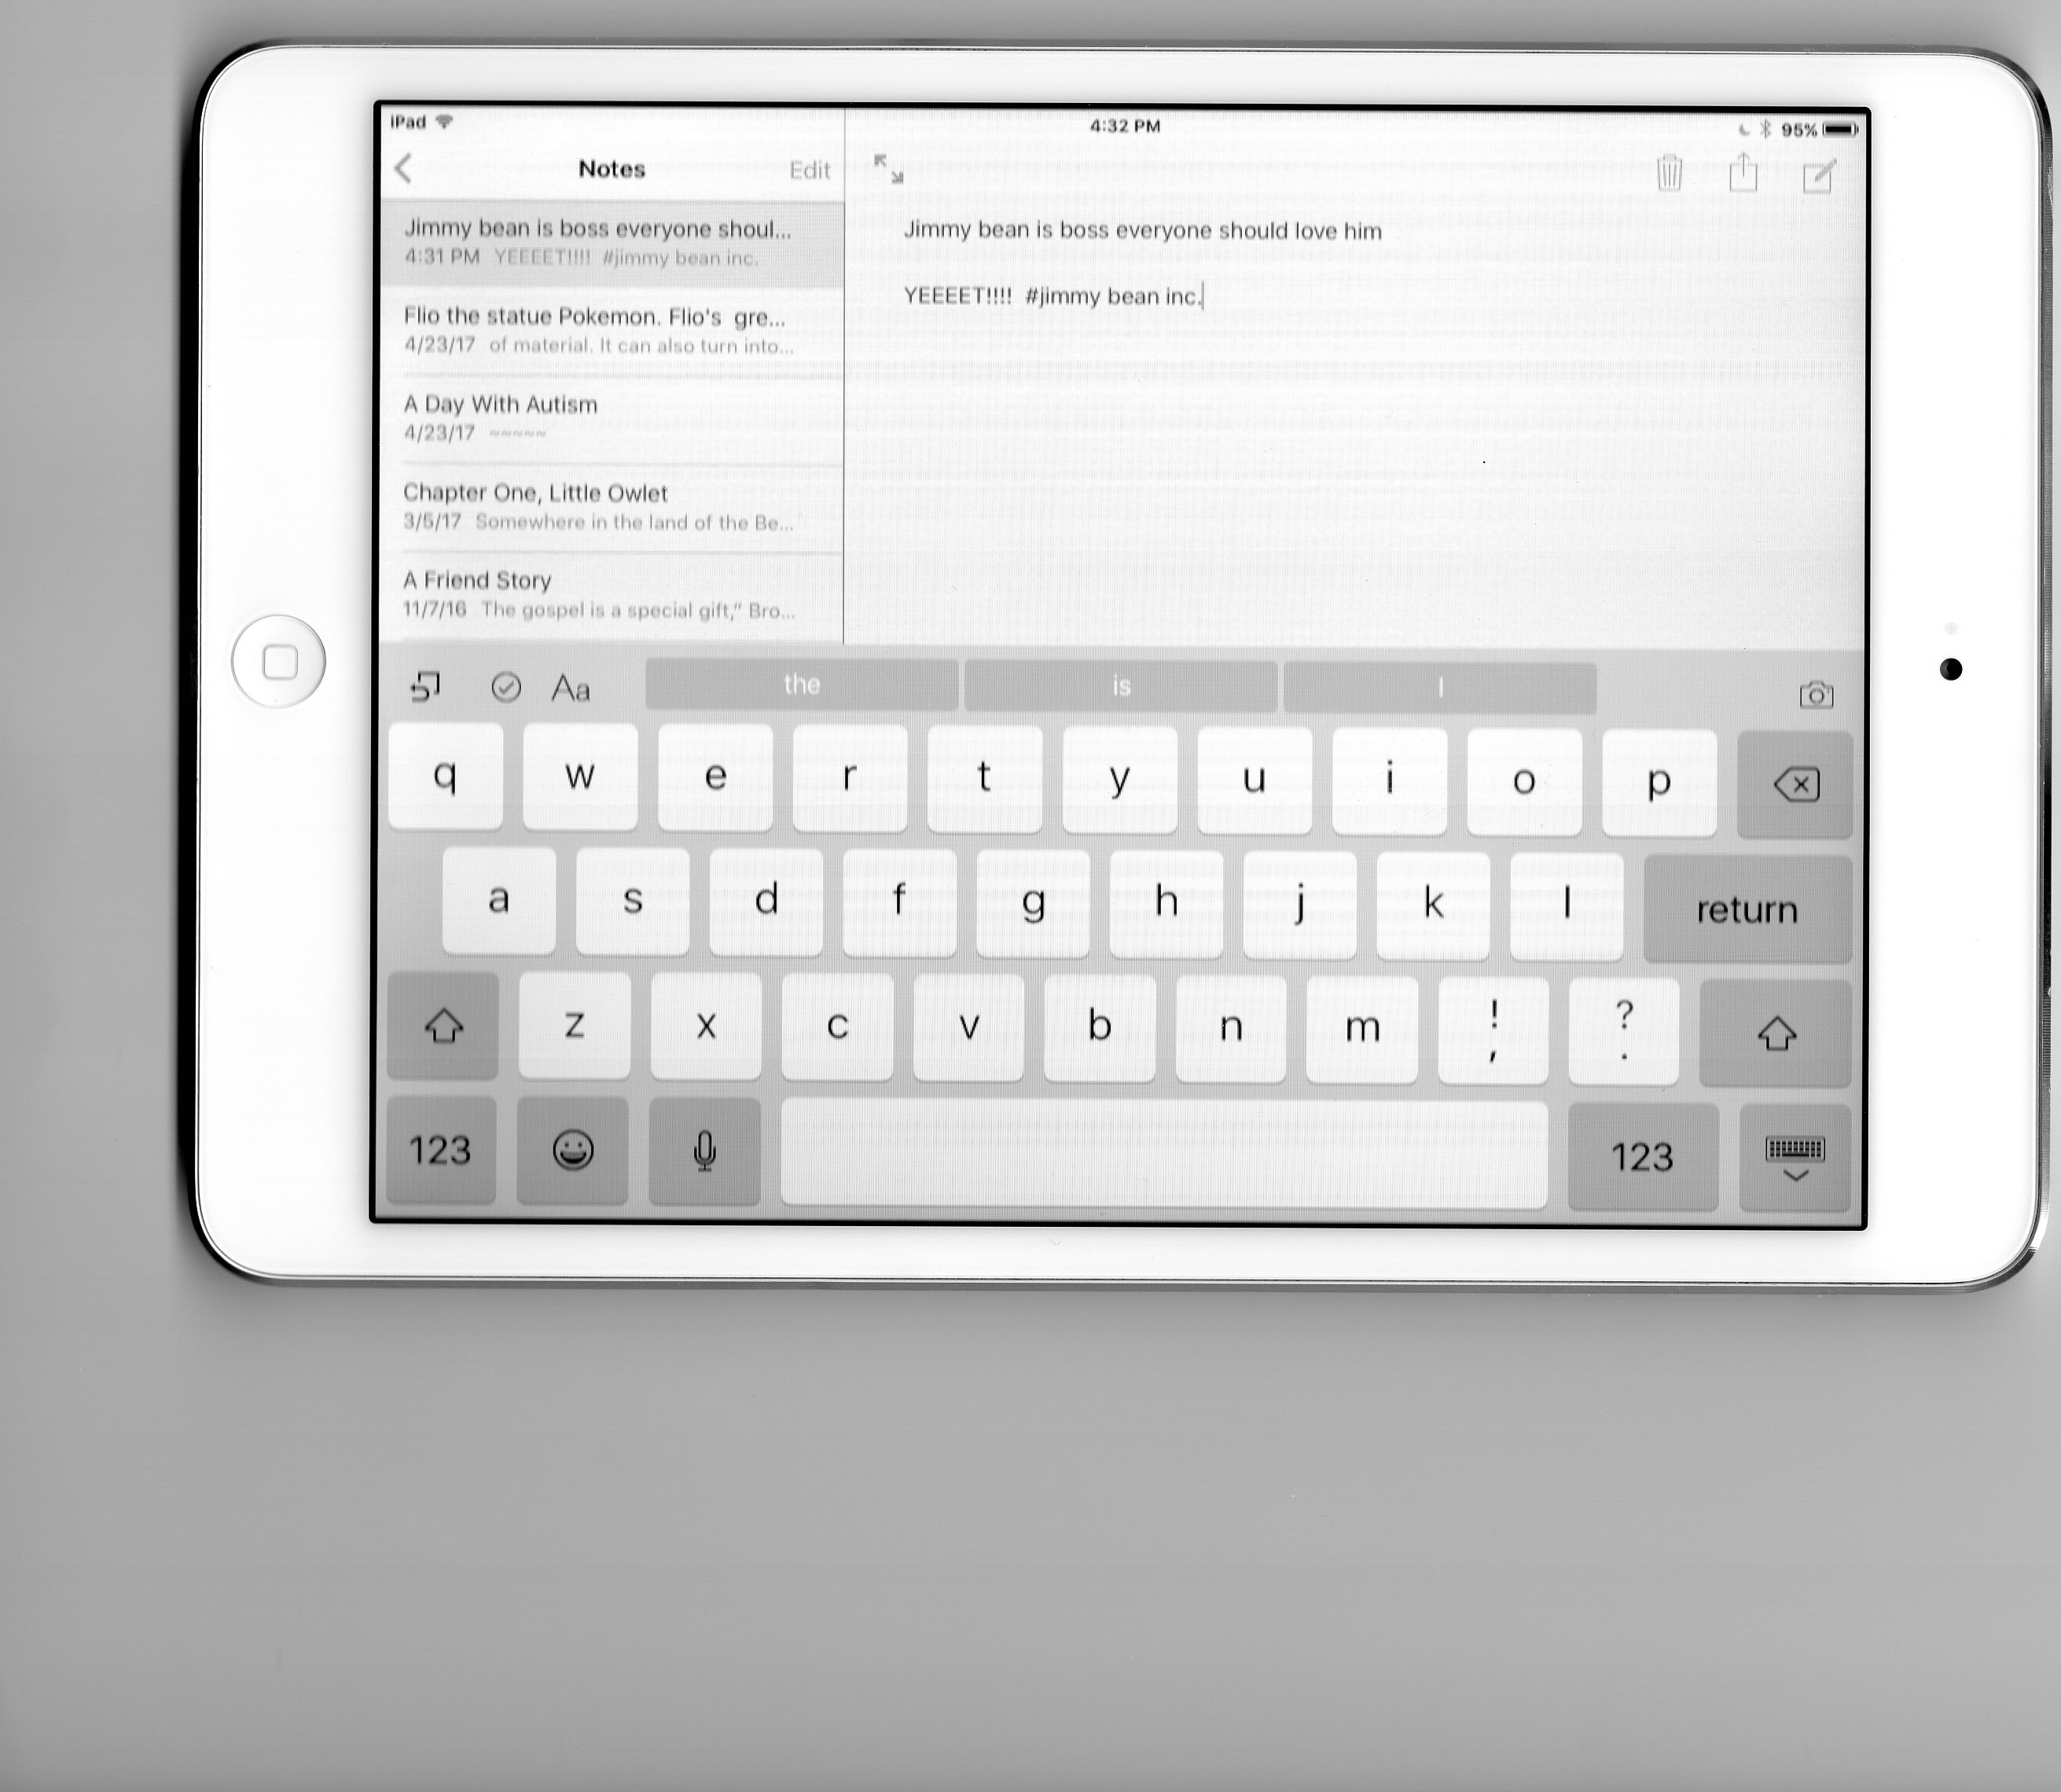 iPad 4:32 PM 95%
Notes Edit
Jimmy bean is boss everyone shoul...
4:31 PM YEEEET!!!! #jimmy bean inc.
Flio the statue Pokemon. Flio's gre...
4/23/17 of material. It can also turn into...
A Day With Autism
4/23/17 ~~~~~
Chapter One, Little Owlet
3/5/17 Somewhere in the land of the Be...
A Friend Story
11/7/16 The gospel is a special gift,” Bro...
Jimmy bean is boss everyone should love him
YEEEET!!!! #jimmy bean inc.
Aa the is I
q w e r t y u i o p
a s d f g h j k l return
z x c v b n m ! , ? .
123 123